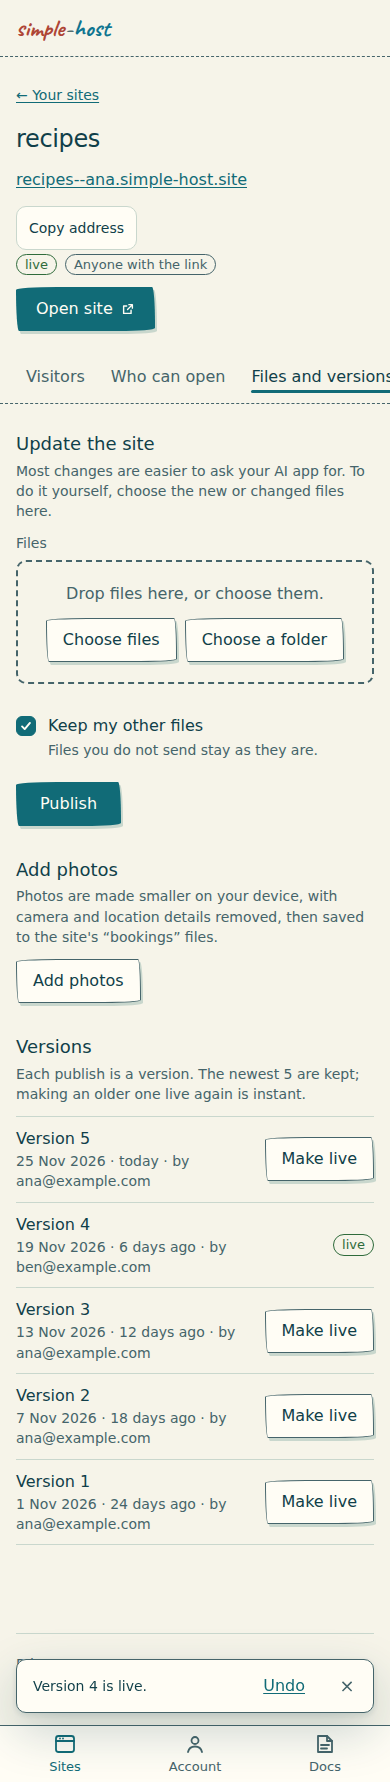 simple-host
← Your sites
recipes
recipes--ana.simple-host.site
Copy address
live Anyone with the link
Open site
Visitors Who can open Files and versions
Update the site
Most changes are easier to ask your AI app for. To
do it yourself, choose the new or changed files
here.
Files
Drop files here, or choose them.
Choose files Choose a folder
Keep my other files
Files you do not send stay as they are.
Publish
Add photos
Photos are made smaller on your device, with
camera and location details removed, then saved
to the site's “bookings” files.
Add photos
Versions
Each publish is a version. The newest 5 are kept;
making an older one live again is instant.
Version 5
25 Nov 2026 · today · by
ana@example.com
Make live
Version 4
19 Nov 2026 · 6 days ago · by
ben@example.com
live
Version 3
13 Nov 2026 · 12 days ago · by
ana@example.com
Make live
Version 2
7 Nov 2026 · 18 days ago · by
ana@example.com
Make live
Version 1
1 Nov 2026 · 24 days ago · by
ana@example.com
Make live
Version 4 is live. Undo ×
Sites Account Docs